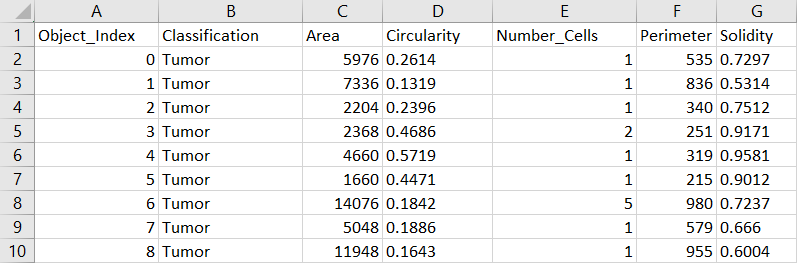 A B C D E F G
1 Object_Index Classification Area Circularity Number_Cells Perimeter Solidity
2 0 Tumor 5976 0.2614 1 535 0.7297
3 1 Tumor 7336 0.1319 1 836 0.5314
4 2 Tumor 2204 0.2396 1 340 0.7512
5 3 Tumor 2368 0.4686 2 251 0.9171
6 4 Tumor 4660 0.5719 1 319 0.9581
7 5 Tumor 1660 0.4471 1 215 0.9012
8 6 Tumor 14076 0.1842 5 980 0.7237
9 7 Tumor 5048 0.1886 1 579 0.666
10 8 Tumor 11948 0.1643 1 955 0.6004